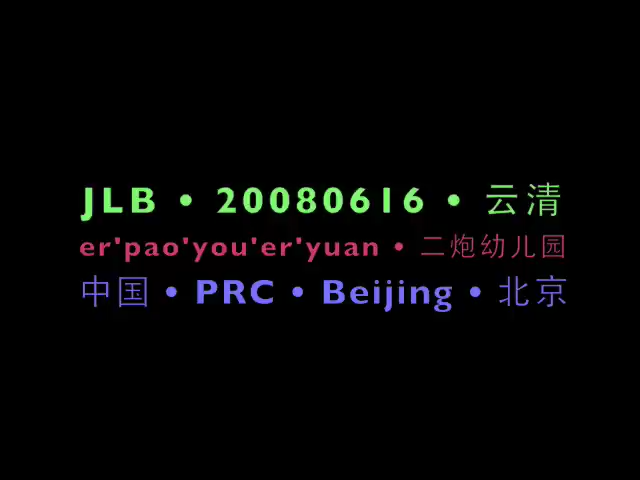 JLB • 20080616 • 云清
er'pao'you'er'yuan • 二炮幼儿园
中国 • PRC • Beijing • 北京